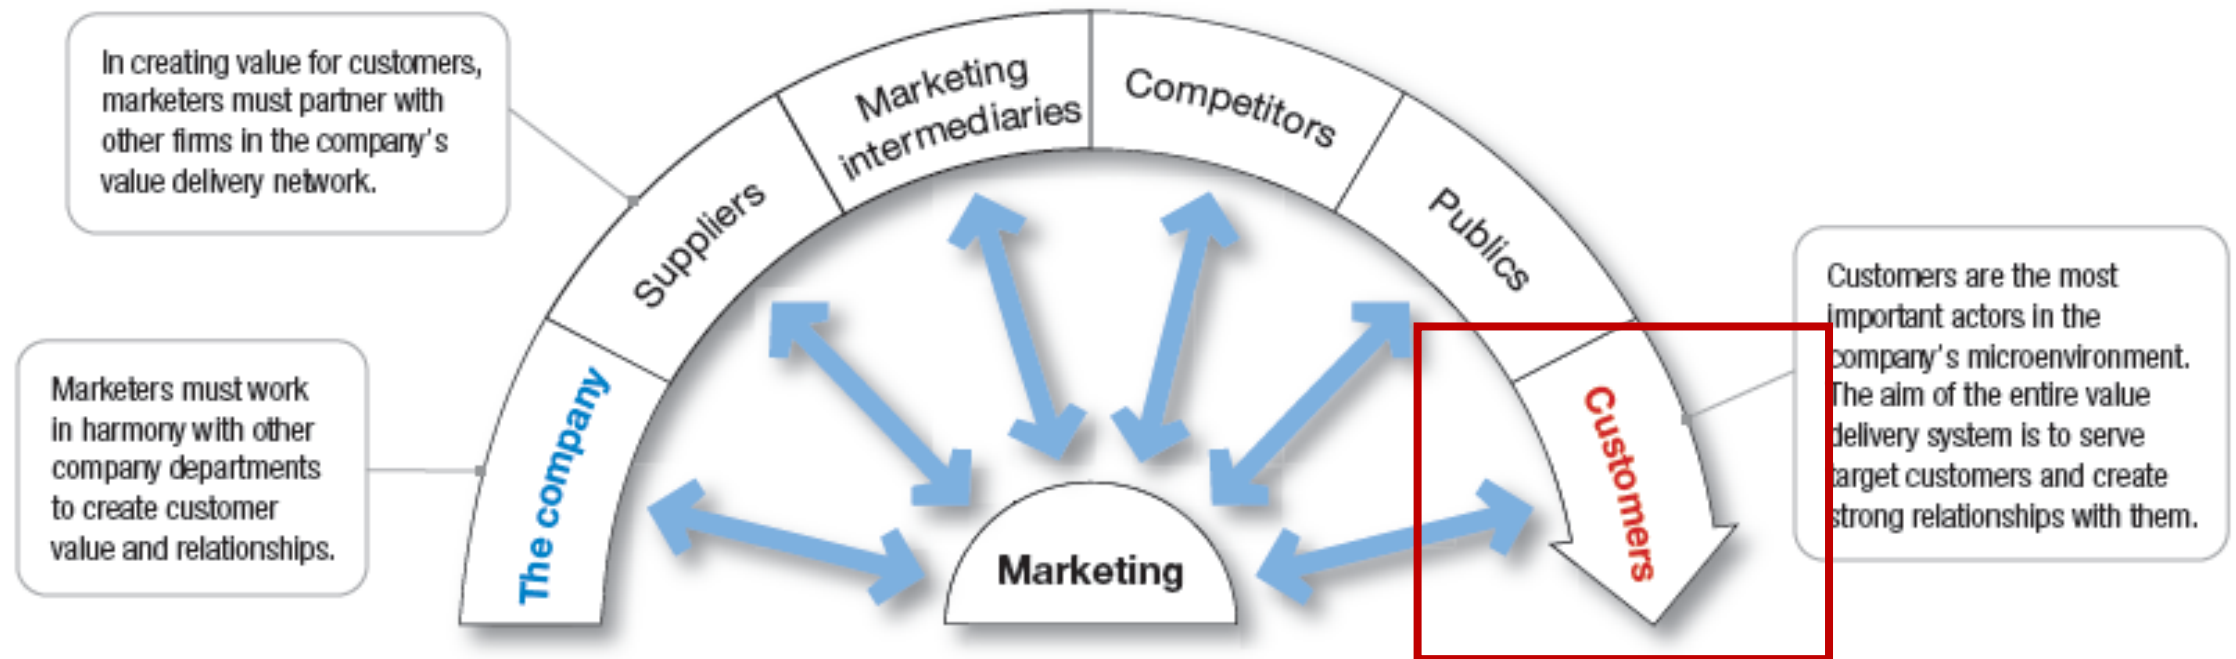 In creating value for customers,
marketers must partner with
other firms in the company's
value delivery network.
Marketers must work
in harmony with other
company departments
to create customer
value and relationships.
The company
Suppliers
Marketing
intermediaries
Competitors
Publics
Customers
Marketing
Customers are the most
important actors in the
company's microenvironment.
The aim of the entire value
delivery system is to serve
target customers and create
strong relationships with them.